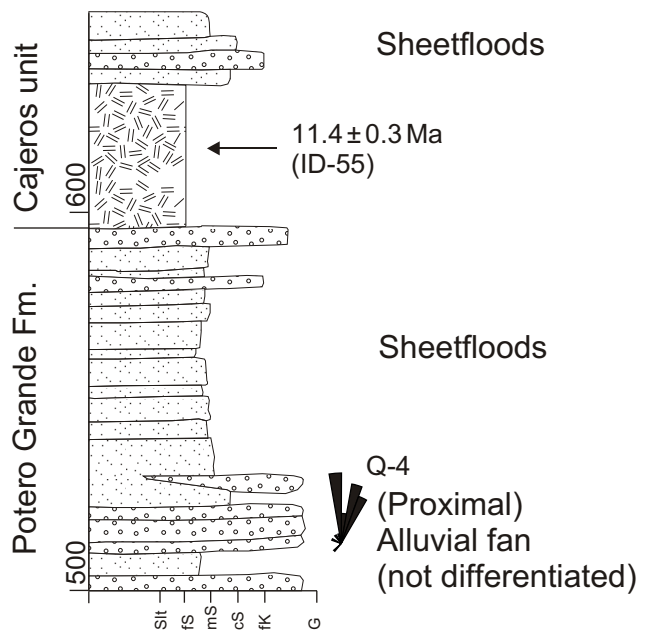 Cajeros unit
Sheetfloods
11.4±0.3 Ma
(ID-55)
600
Potero Grande Fm.
Sheetfloods
Q-4
(Proximal)
Alluvial fan
(not differentiated)
500
Slt
fS
mS
cS
fK
G